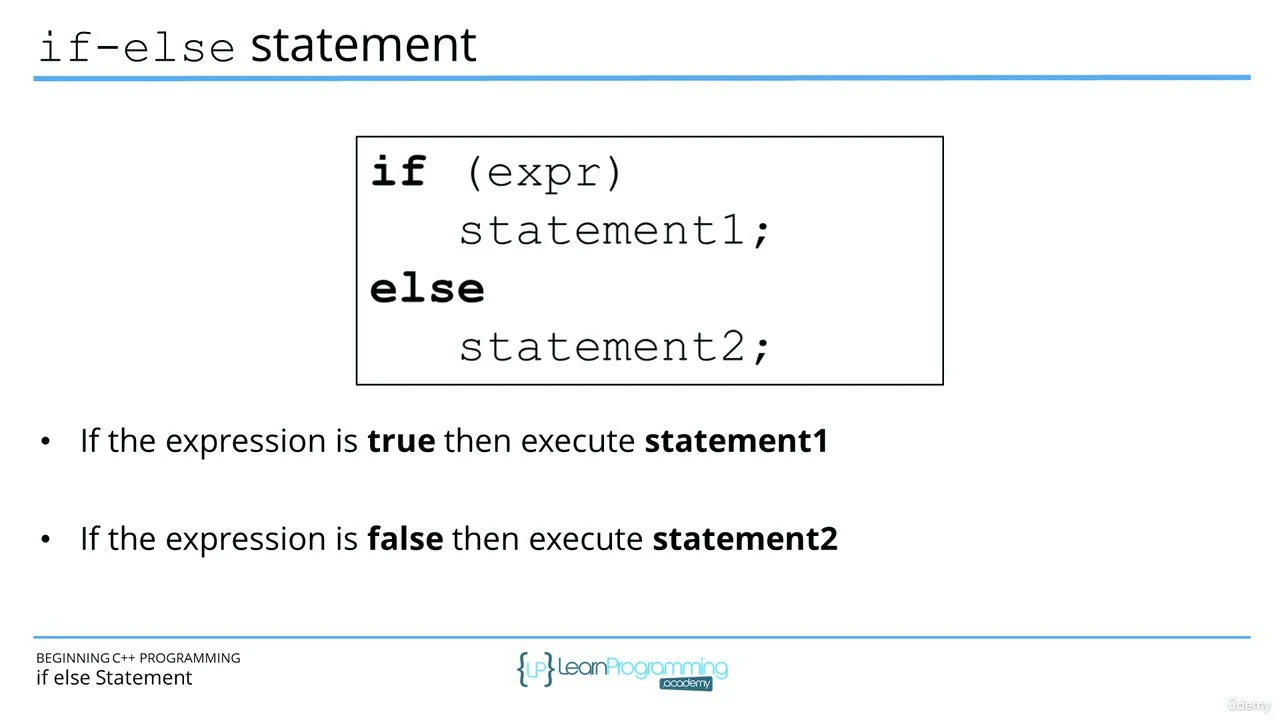 if-else statement
if (expr)
statement1;
else
statement2;
• If the expression is true then execute statement1
• If the expression is false then execute statement2
BEGINNING C++ PROGRAMMING
if else Statement
{LP} LearnProgramming
.academy
ûdemy